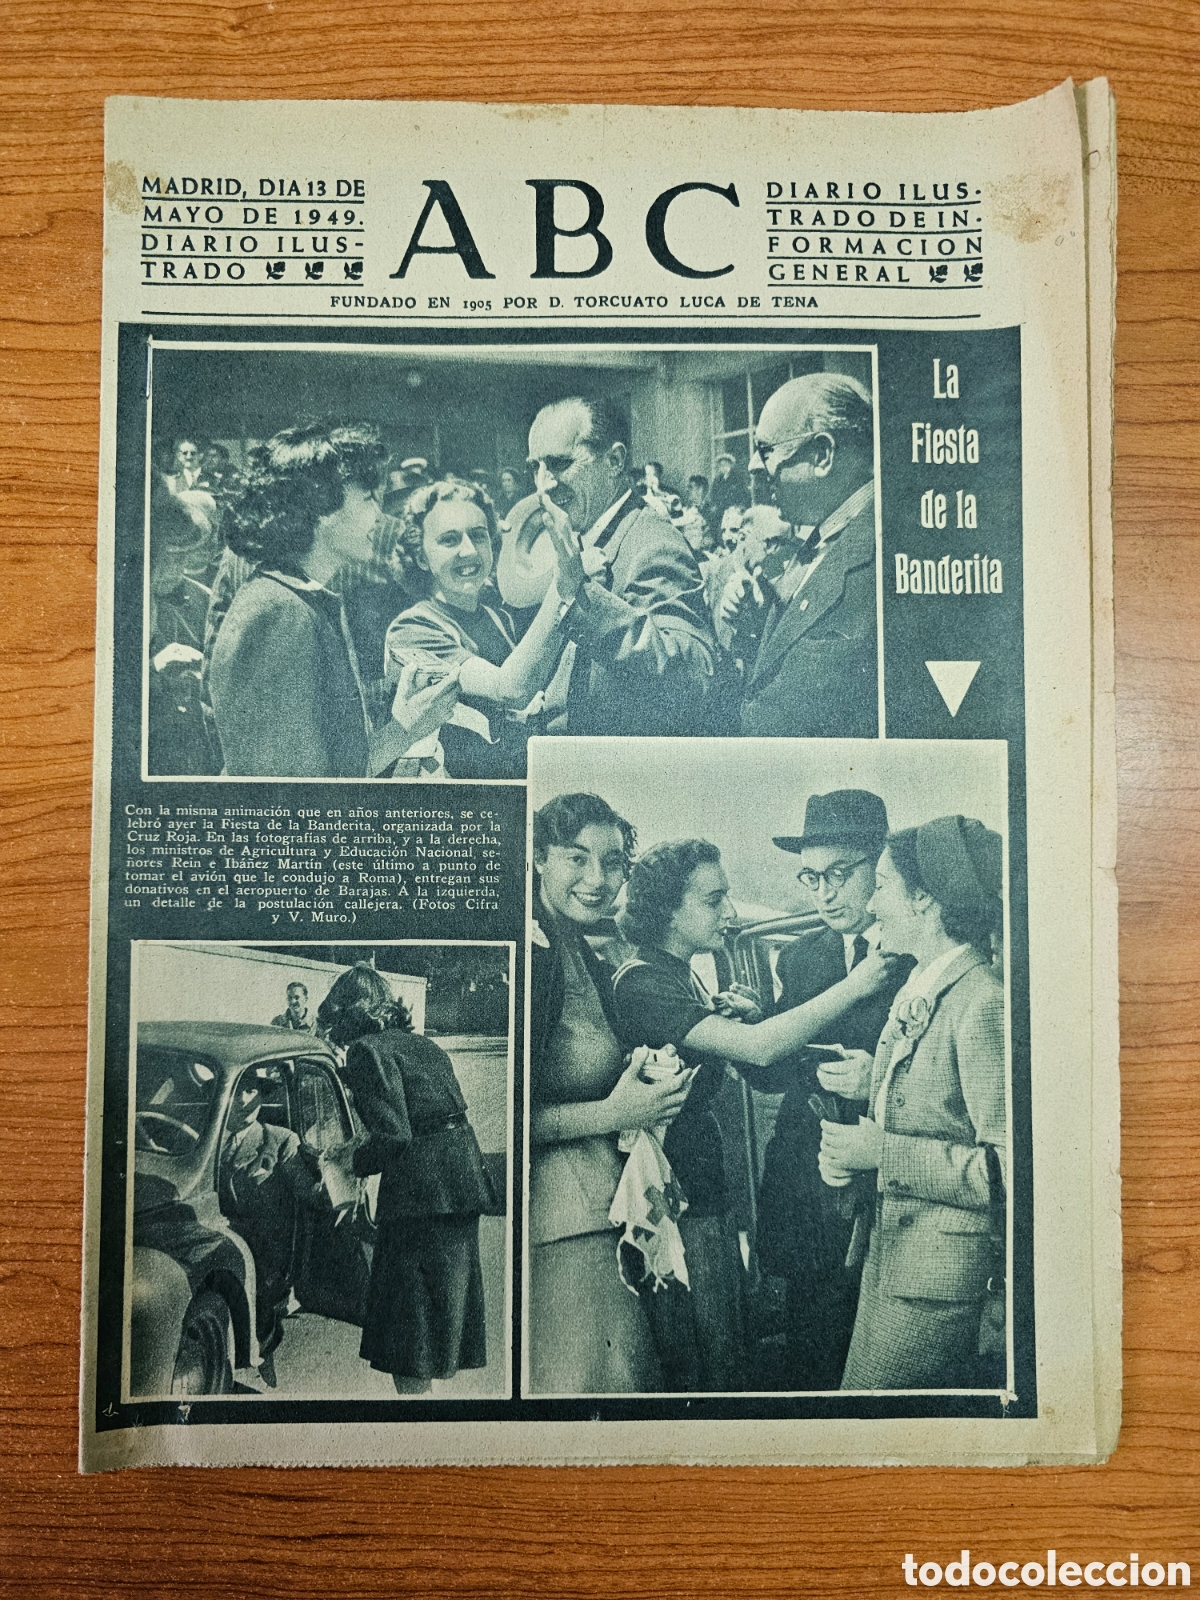 MADRID, DIA 13 DE
MAYO DE 1949.
DIARIO ILUS-
TRADO
ABC
DIARIO ILUS-
TRADO DE IN-
FORMACION
GENERAL
FUNDADO EN 1905 POR D. TORCUATO LUCA DE TENA
La
Fiesta
de la
Banderita
Con la misma animación que en años anteriores, se ce-
lebró ayer la Fiesta de la Banderita, organizada por la
Cruz Roja. En las fotografías de arriba, y a la derecha,
los ministros de Agricultura y Educación Nacional, se-
ñores Rein e Ibáñez Martín (este último a punto de
tomar el avión que le condujo a Roma), entregan sus
donativos en el aeropuerto de Barajas. A la izquierda,
un detalle de la postulación callejera. (Fotos Cifra
y V. Muro.)
todocoleccion